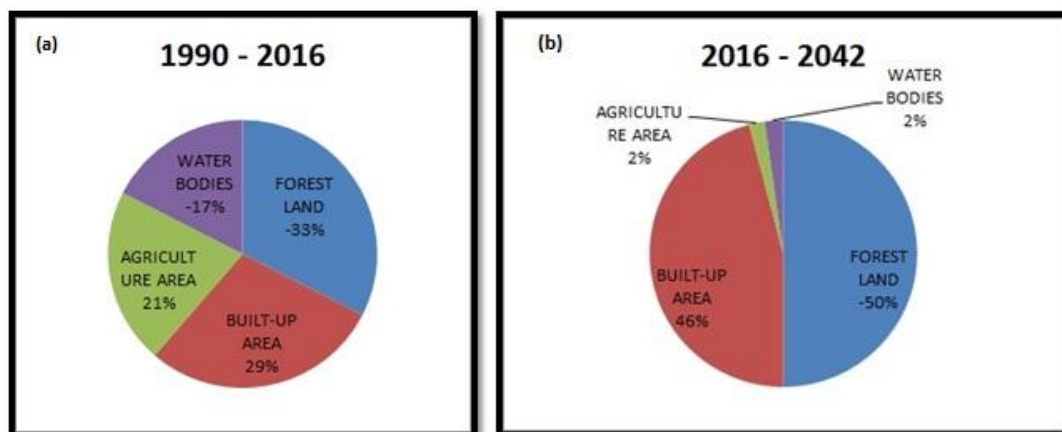 (a)
1990 - 2016
WATER
BODIES
-17%
FOREST
LAND
-33%
AGRICULT
URE AREA
21%
BUILT-UP
AREA
29%
(b)
2016 - 2042
WATER
BODIES
2%
AGRICULTU
RE AREA
2%
BUILT-UP
AREA
46%
FOREST
LAND
-50%